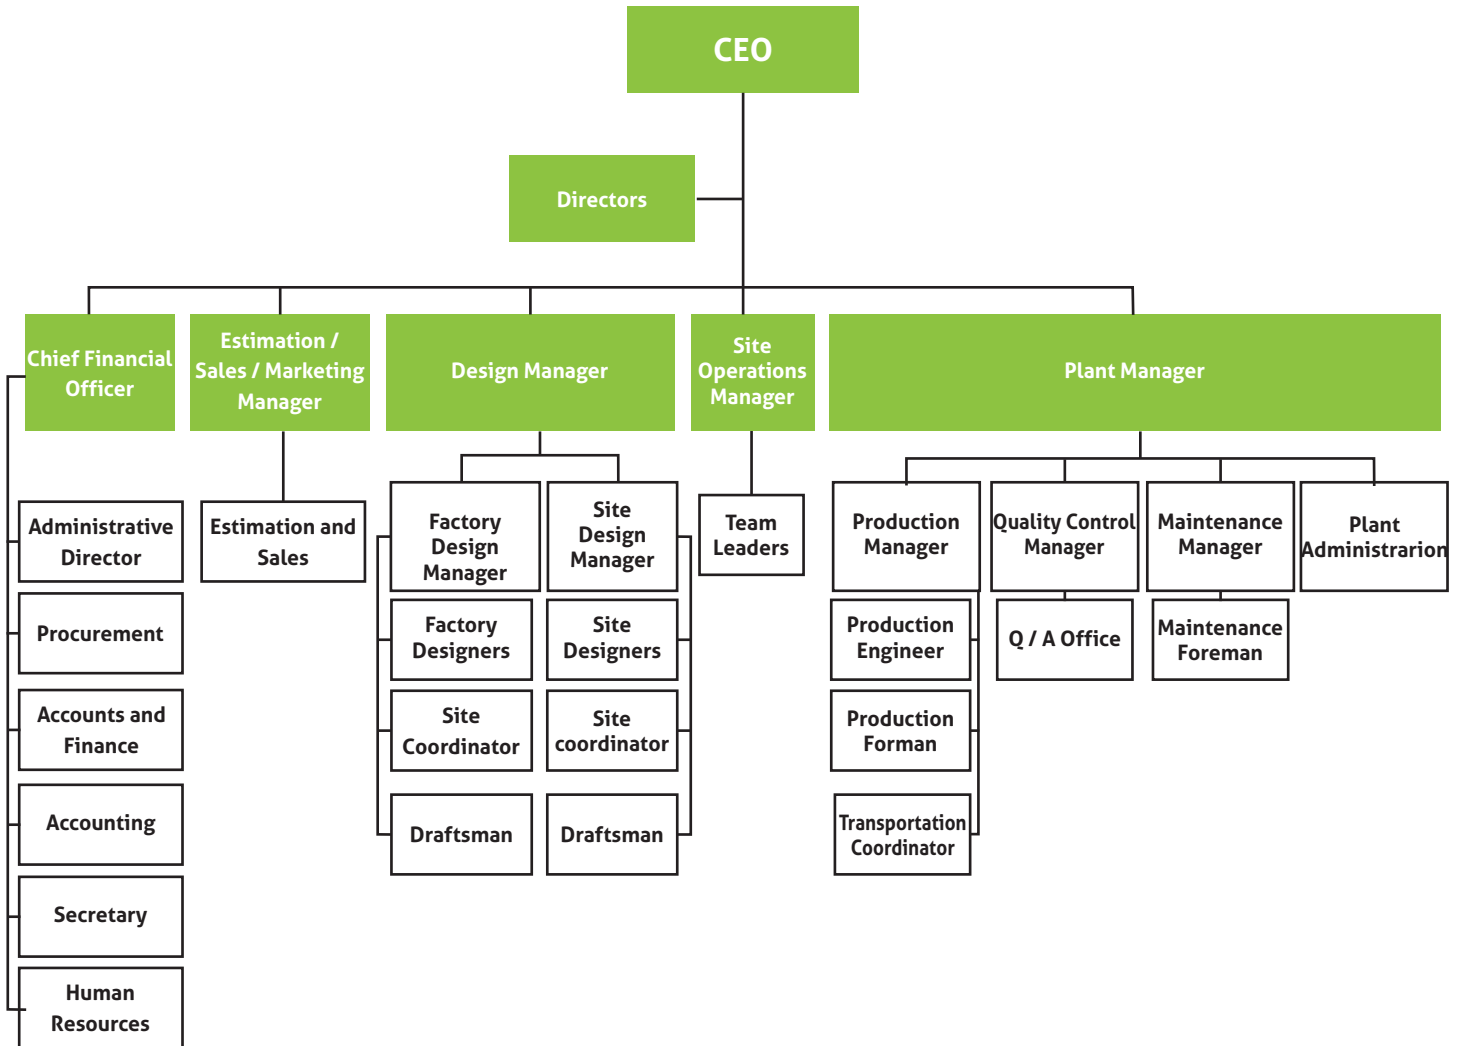 CEO
Directors
Chief Financial
Officer
Estimation /
Sales / Marketing
Manager
Design Manager
Site
Operations
Manager
Plant Manager
Administrative
Director
Estimation and
Sales
Factory
Design
Manager
Site
Design
Manager
Team
Leaders
Production
Manager
Quality Control
Manager
Maintenance
Manager
Plant
Administrarion
Procurement
Factory
Designers
Site
Designers
Production
Engineer
Q / A Office
Maintenance
Foreman
Accounts and
Finance
Site
Coordinator
Site
coordinator
Production
Forman
Accounting
Draftsman
Draftsman
Transportation
Coordinator
Secretary
Human
Resources